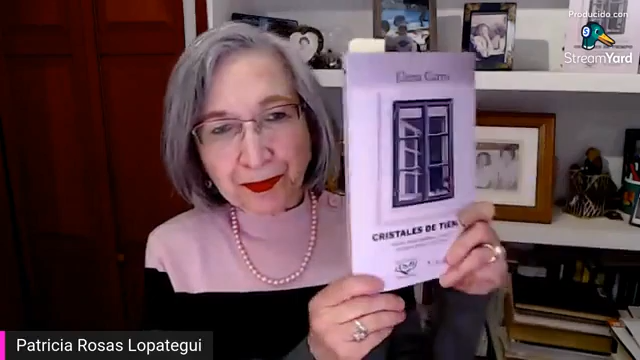 Producido con
StreamYard
Elena Garro
CRISTALES DE TIEM
Patricia Rosas Lopategui